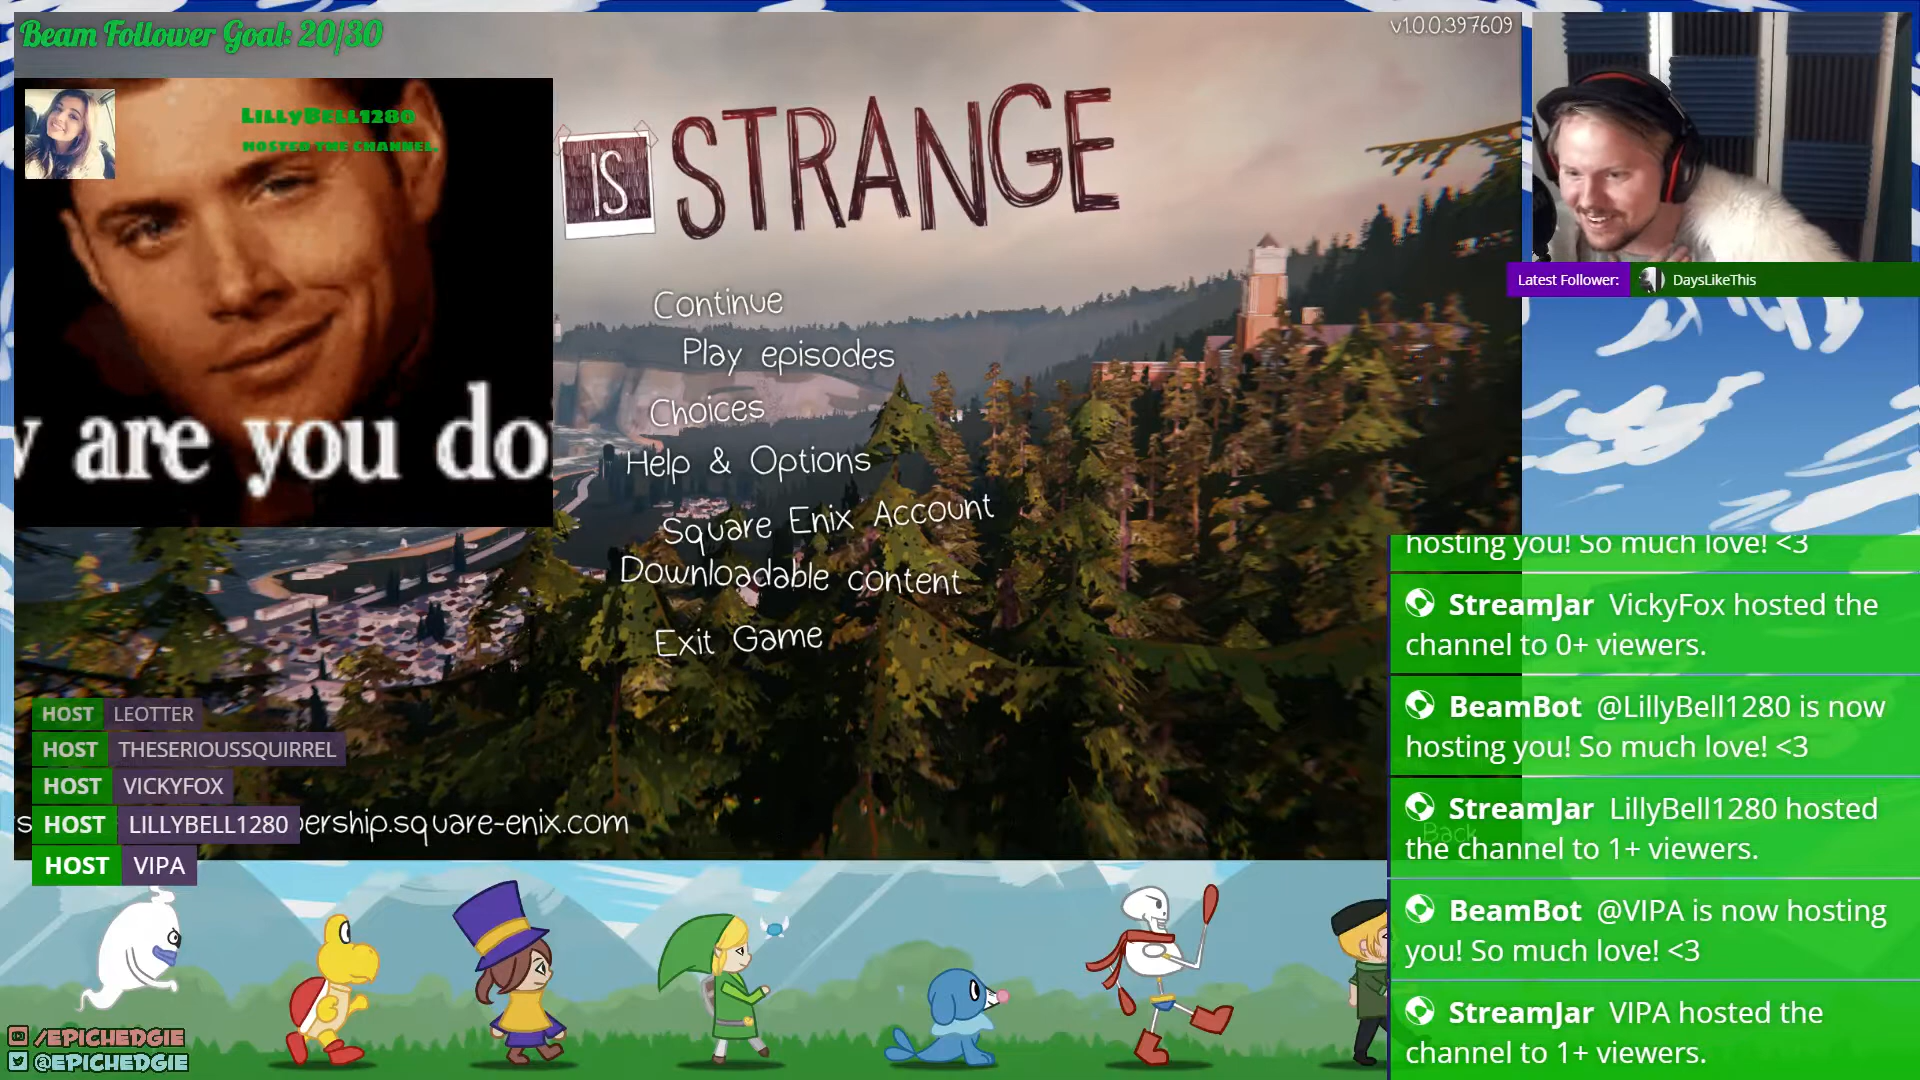 Beam Follower Goal: 20/30
v1.0.0.397609
LILLYBELL1280
HOSTED THE CHANNEL.
IS STRANGE
Latest Follower: DaysLikeThis
Continue
Play episodes
Choices
y are you do
Help & Options
Square Enix Account
Downloadable content
Exit Game
hosting you! So much love! <3
StreamJar VickyFox hosted the
channel to 0+ viewers.
BeamBot @LillyBell1280 is now
hosting you! So much love! <3
StreamJar LillyBell1280 hosted
the channel to 1+ viewers.
Back
BeamBot @VIPA is now hosting
you! So much love! <3
StreamJar VIPA hosted the
channel to 1+ viewers.
HOST LEOTTER
HOST THESERIOUSSQUIRREL
HOST VICKYFOX
HOST LILLYBELL1280
ership.square-enix.com
HOST VIPA
/EPICHEDGIE
@EPICHEDGIE